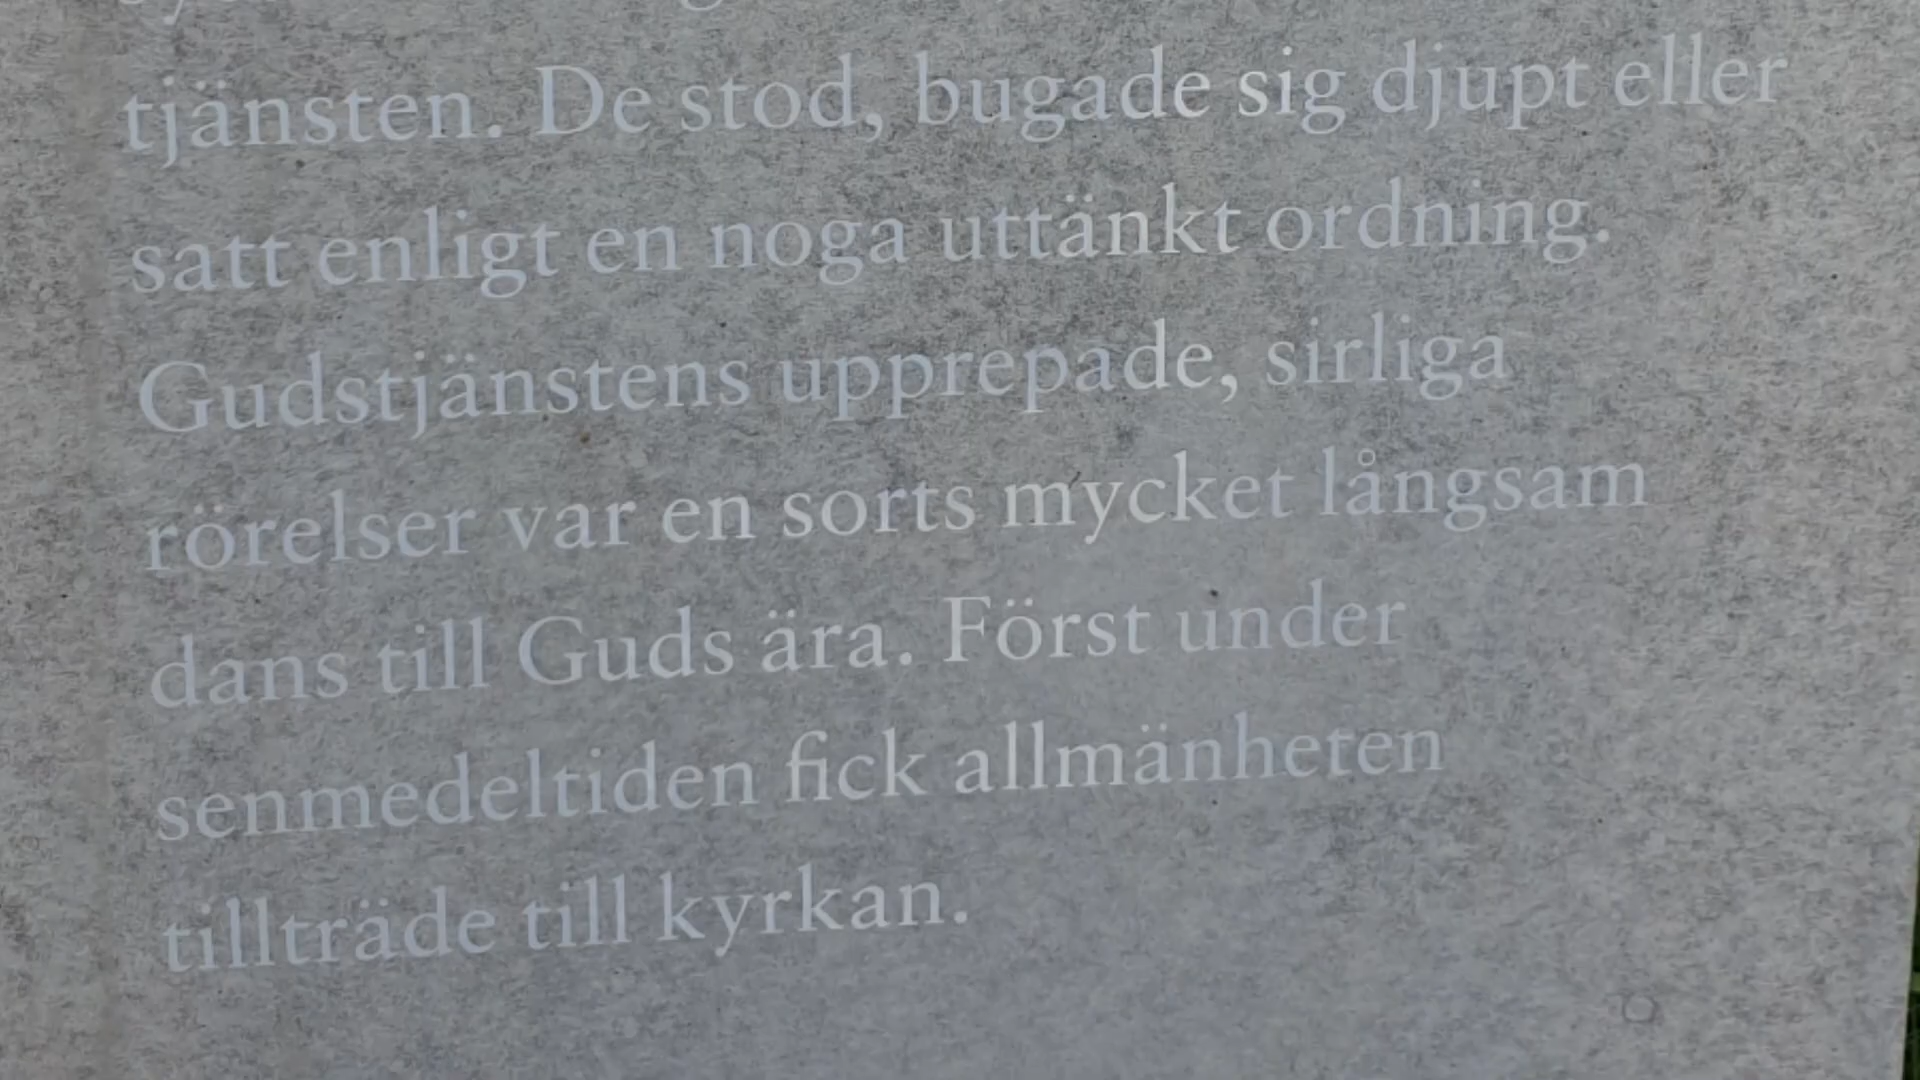 tjänsten. De stod, bugade sig djupt eller
satt enligt en noga uttänkt ordning.
Gudstjänstens upprepade, sirliga
rörelser var en sorts mycket långsam
dans till Guds ära. Först under
senmedeltiden fick allmänheten
tillträde till kyrkan.